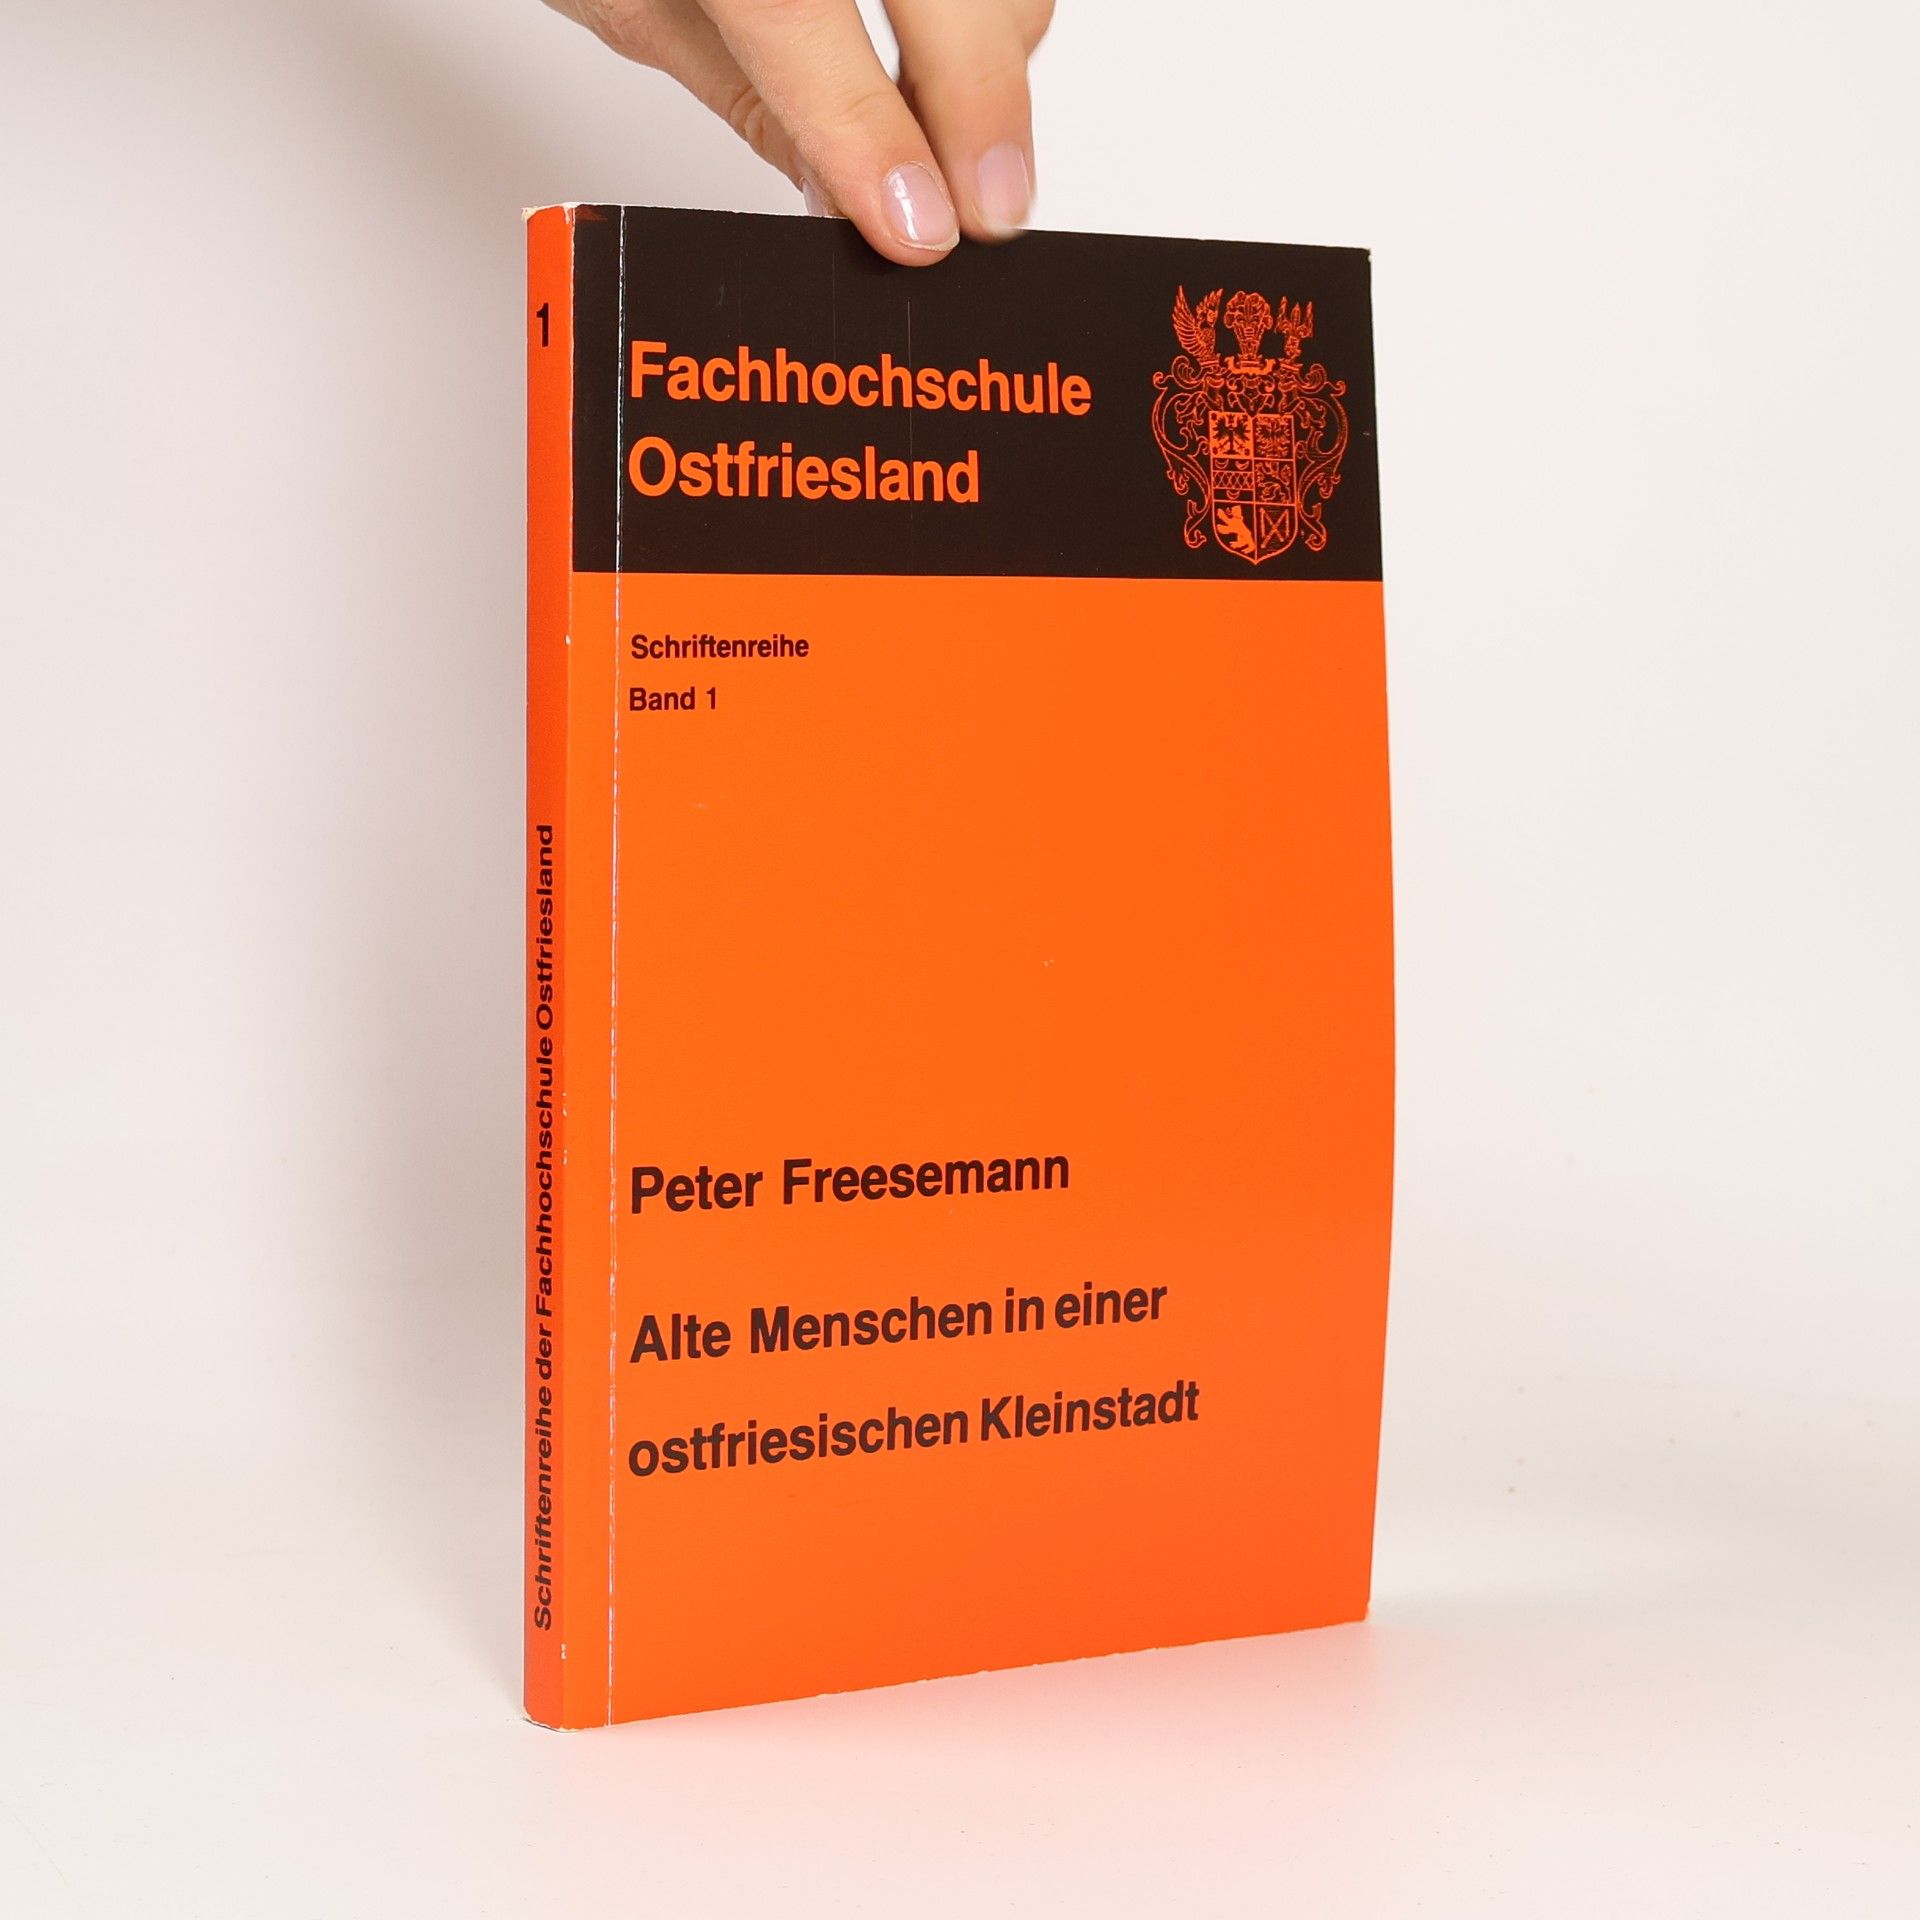 1
Schriftenreihe der Fachhochschule Ostfriesland
Fachhochschule
Ostfriesland
Schriftenreihe
Band 1
Peter Freesemann
Alte Menschen in einer
ostfriesischen Kleinstadt